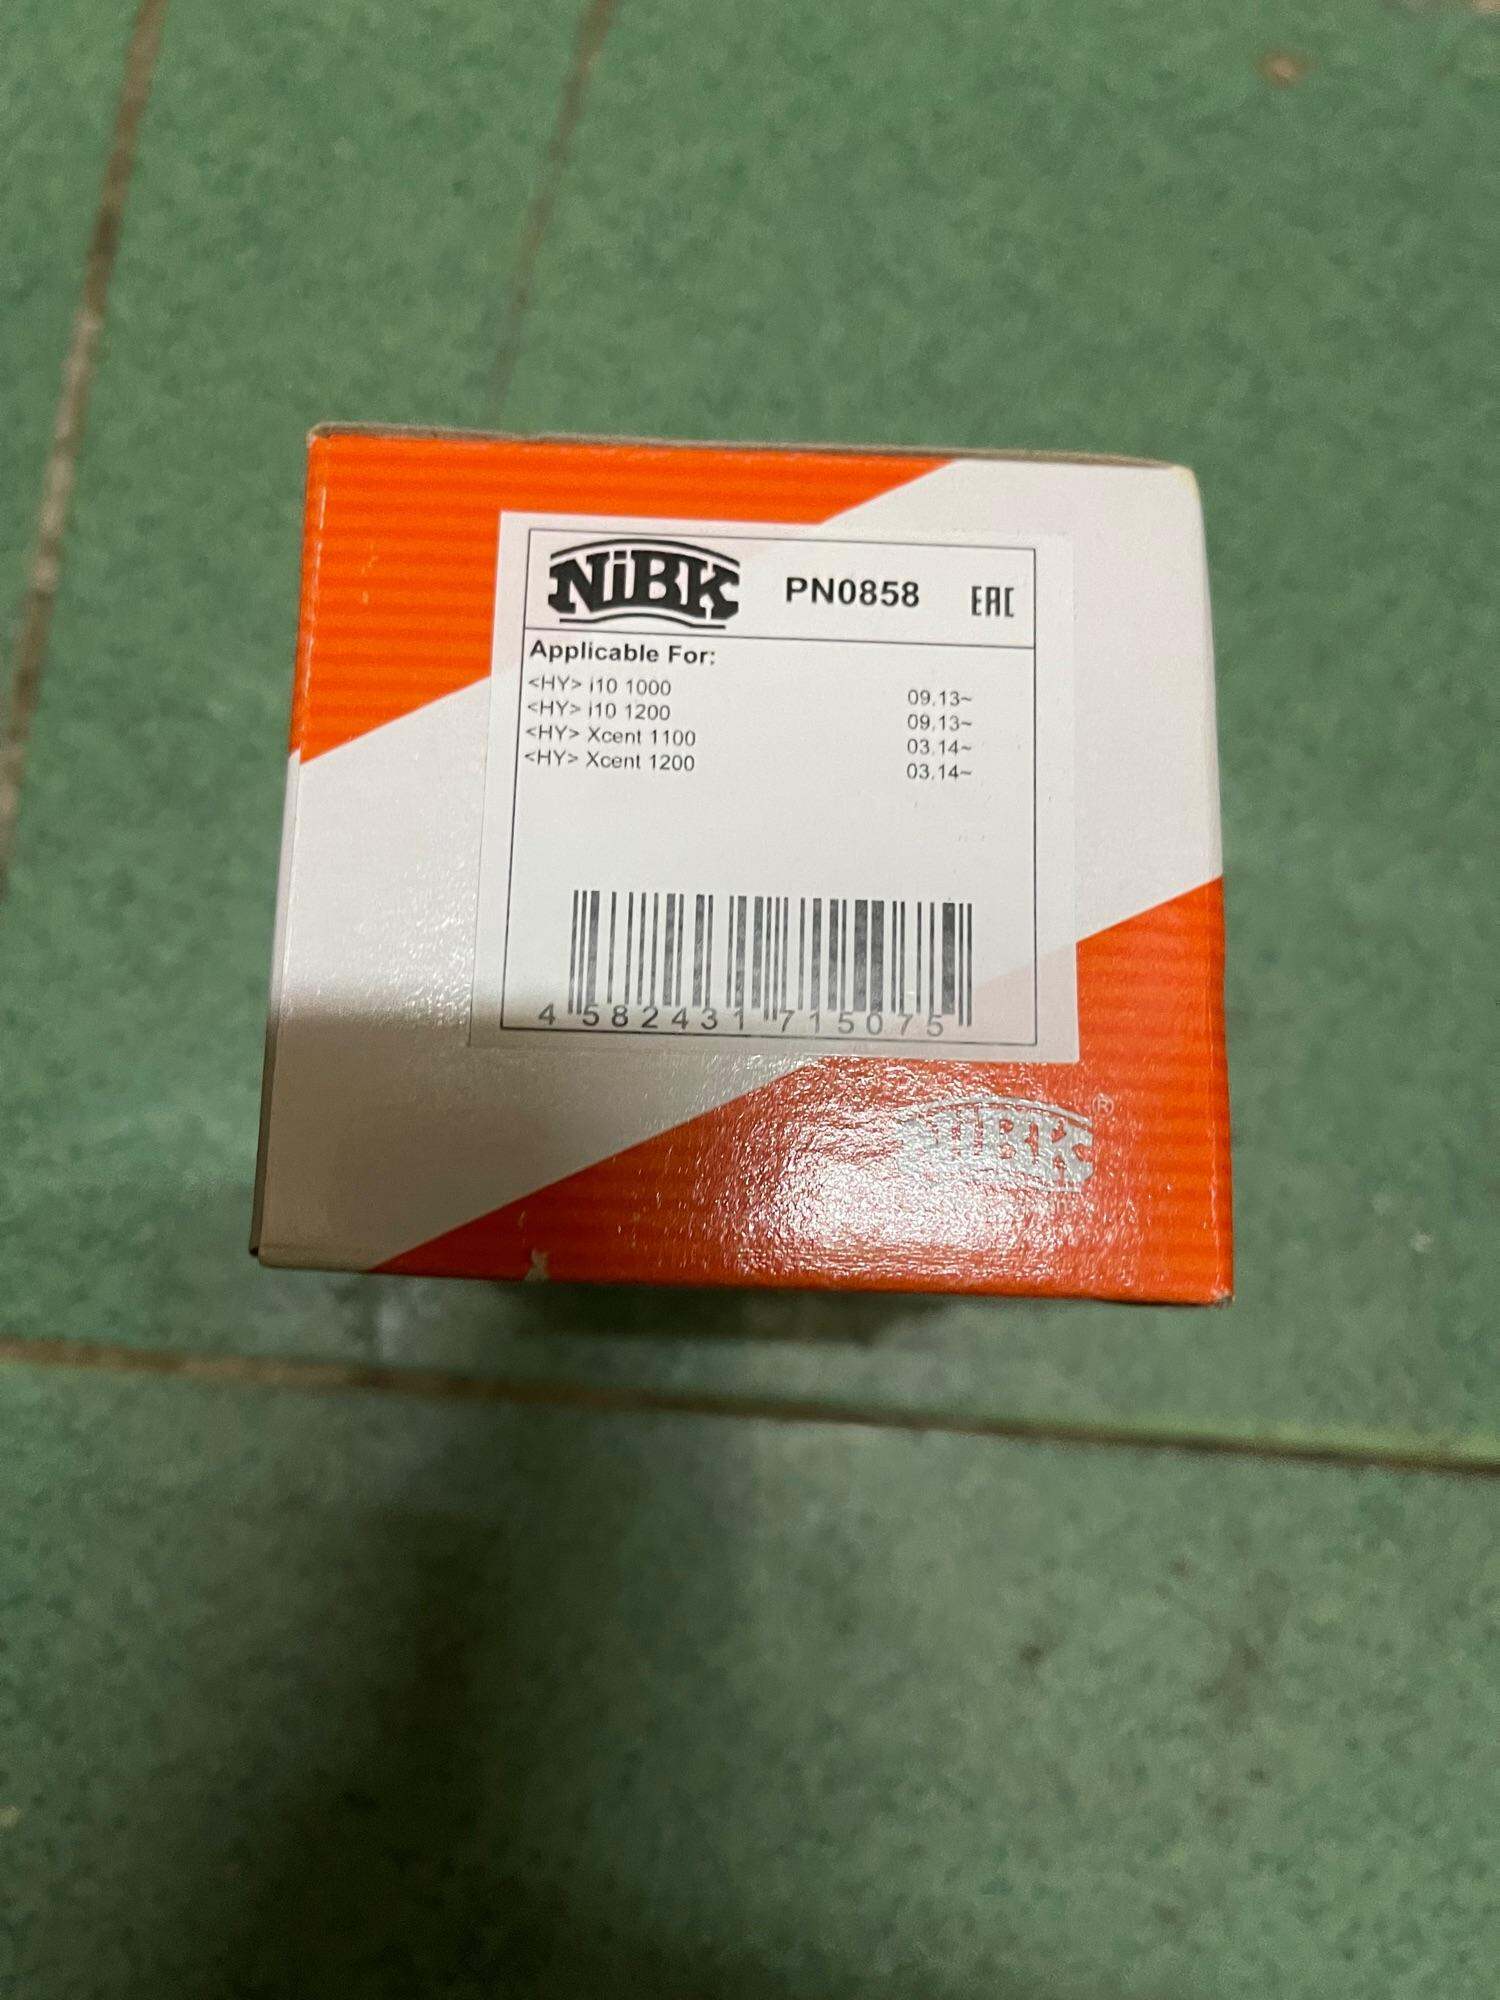 NiBK PN0858 EAC
Applicable For:
<HY> i10 1000 09.13~
<HY> i10 1200 09.13~
<HY> Xcent 1100 03.14~
<HY> Xcent 1200 03.14~
4 582431 715075
NiBK ®